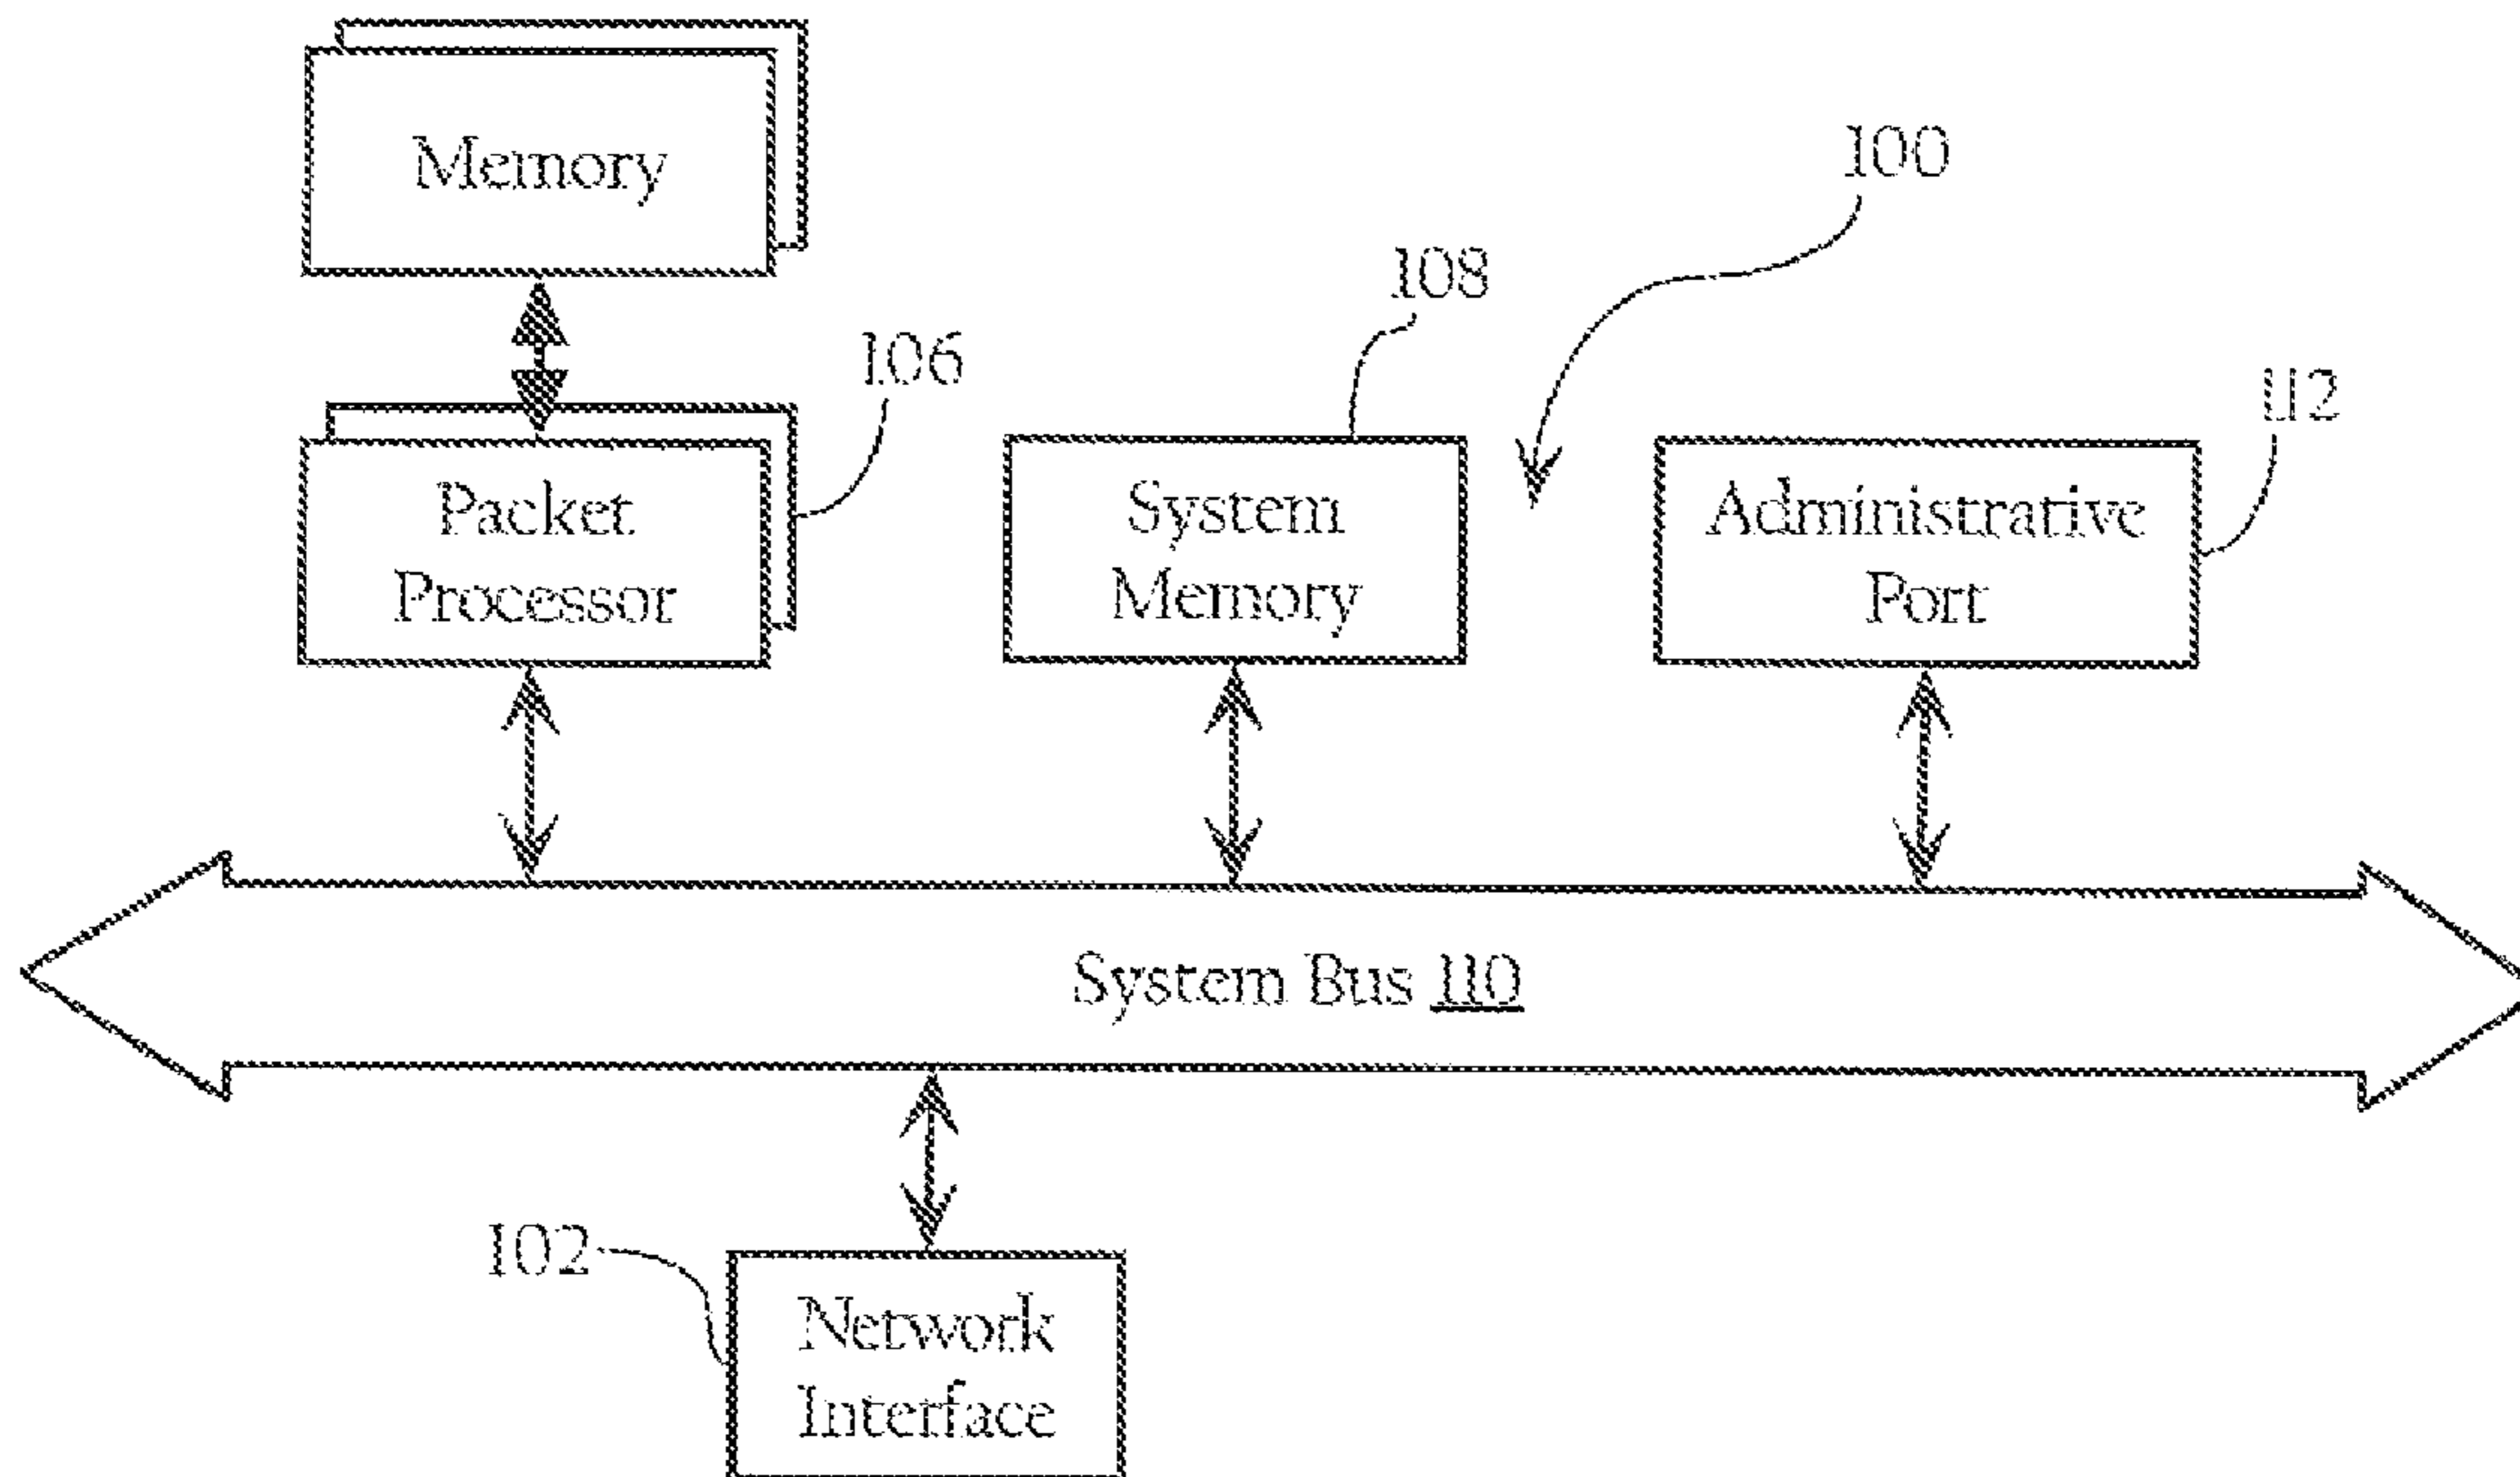 Memory
100
108
106
112
Packet
Processor
System
Memory
Administrative
Port
System Bus 110
102
Network
Interface